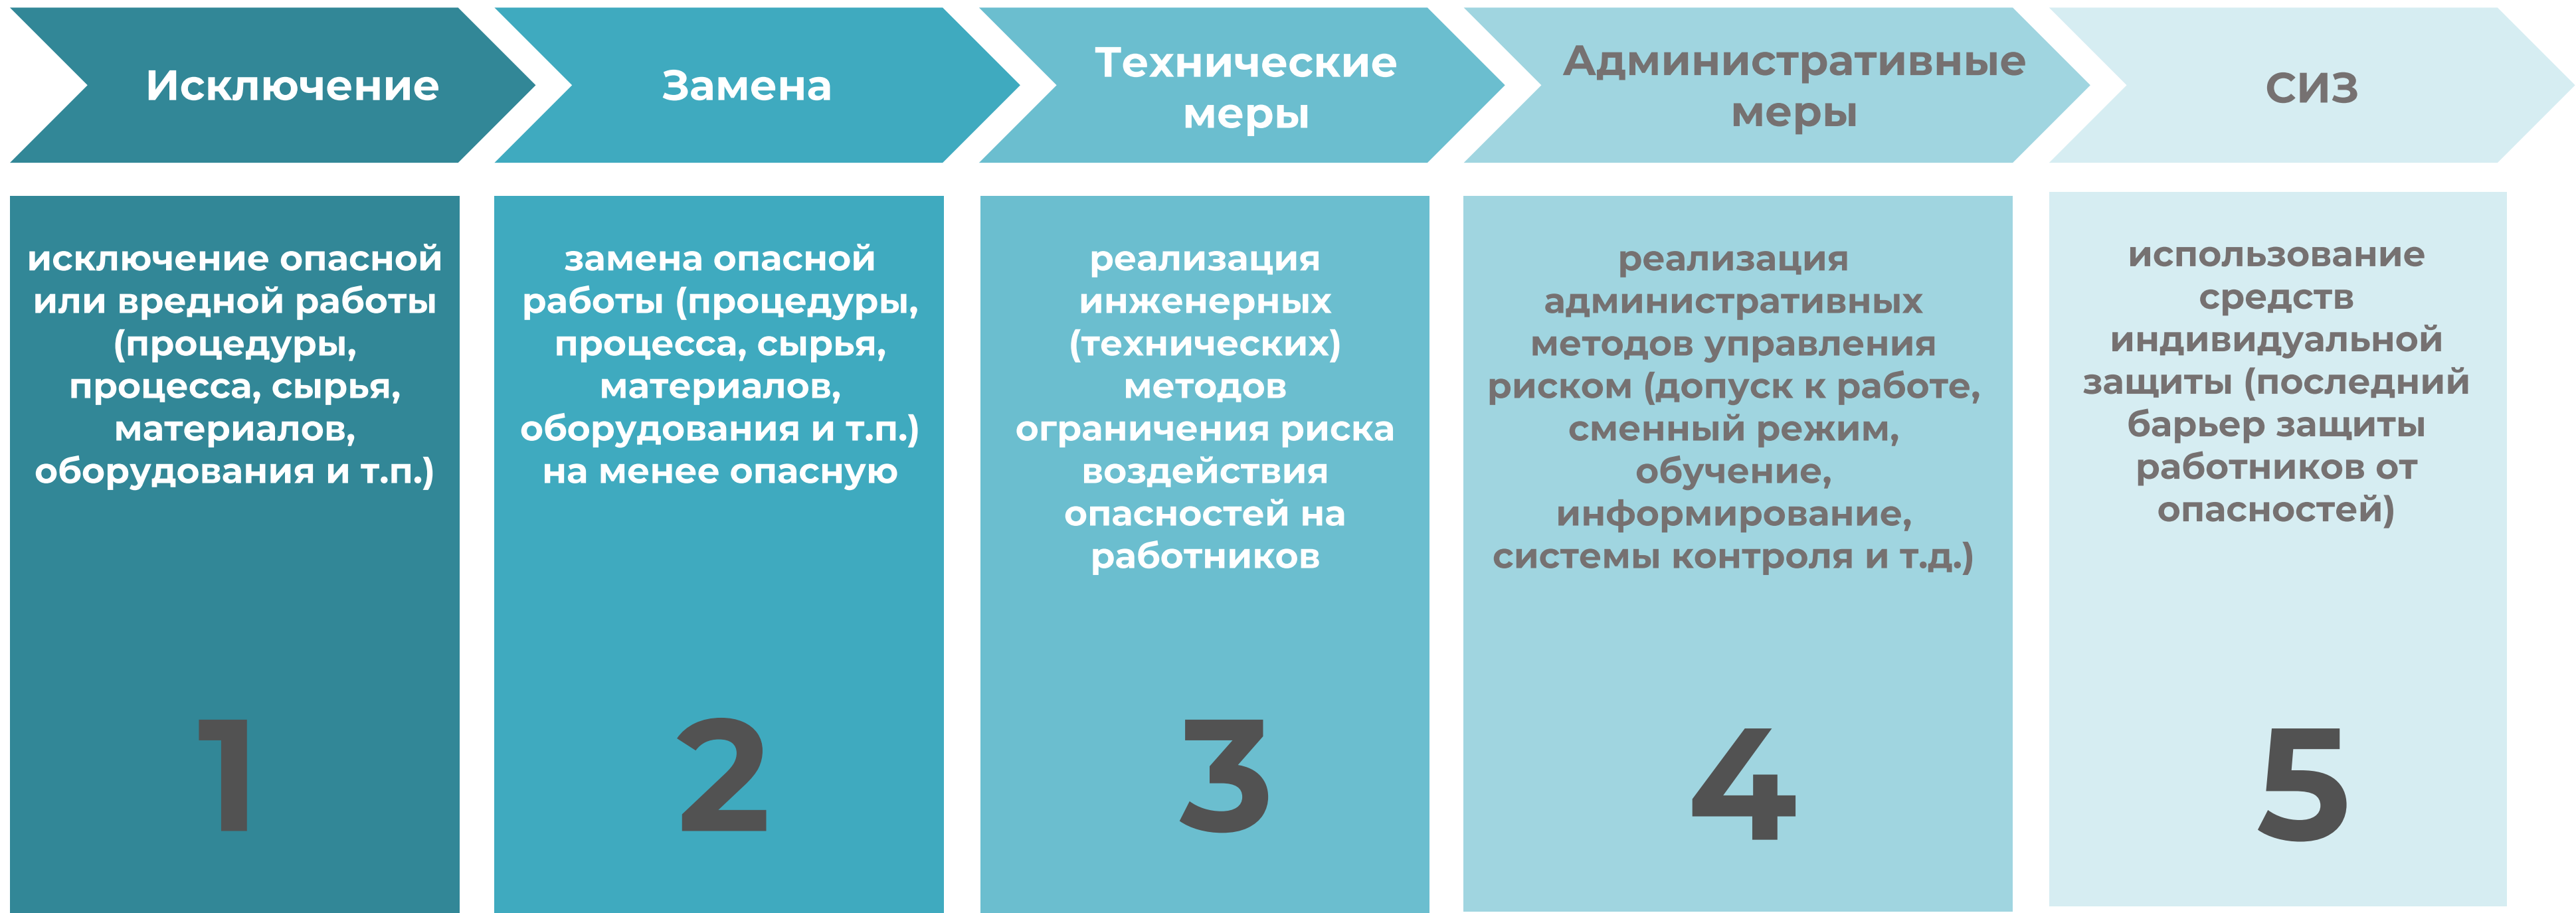 Исключение
Замена
Технические
меры
Административные
меры
СИЗ
исключение опасной
или вредной работы
(процедуры,
процесса, сырья,
материалов,
оборудования и т.п.)
1
замена опасной
работы (процедуры,
процесса, сырья,
материалов,
оборудования и т.п.)
на менее опасную
2
реализация
инженерных
(технических)
методов
ограничения риска
воздействия
опасностей на
работников
3
реализация
административных
методов управления
риском (допуск к работе,
сменный режим,
обучение,
информирование,
системы контроля и т.д.)
4
использование
средств
индивидуальной
защиты (последний
барьер защиты
работников от
опасностей)
5